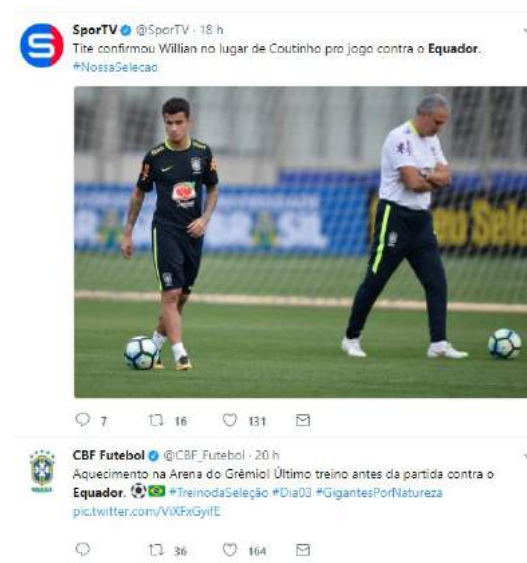 SporTV @SporTV · 18 h
Tite confirmou Willian no lugar de Coutinho pro jogo contra o Equador.
#NossaSelecao
7 16 131
CBF Futebol @CBF_Futebol · 20 h
Aquecimento na Arena do Grêmio! Último treino antes da partida contra o
Equador. ⚽🇧🇷 #TreinodaSeleção #Dia03 #GigantesPorNatureza
pic.twitter.com/ViXFxGyifE
36 164